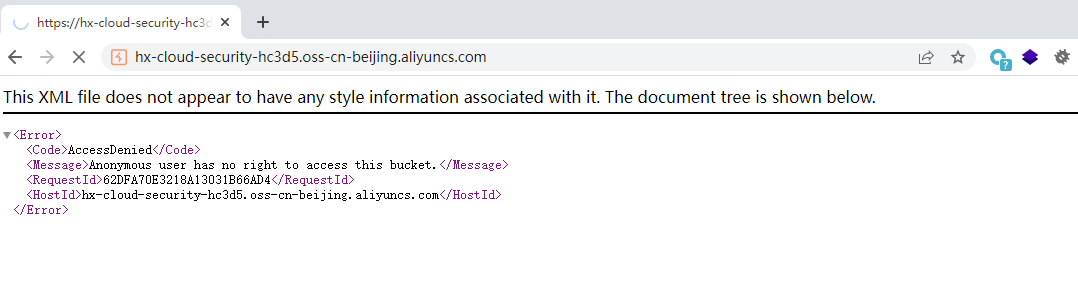 https://hx-cloud-security-hc3d
hx-cloud-security-hc3d5.oss-cn-beijing.aliyuncs.com
This XML file does not appear to have any style information associated with it. The document tree is shown below.
<Error>
<Code>AccessDenied</Code>
<Message>Anonymous user has no right to access this bucket.</Message>
<RequestId>62DFA70E3218A13031B66AD4</RequestId>
<HostId>hx-cloud-security-hc3d5.oss-cn-beijing.aliyuncs.com</HostId>
</Error>